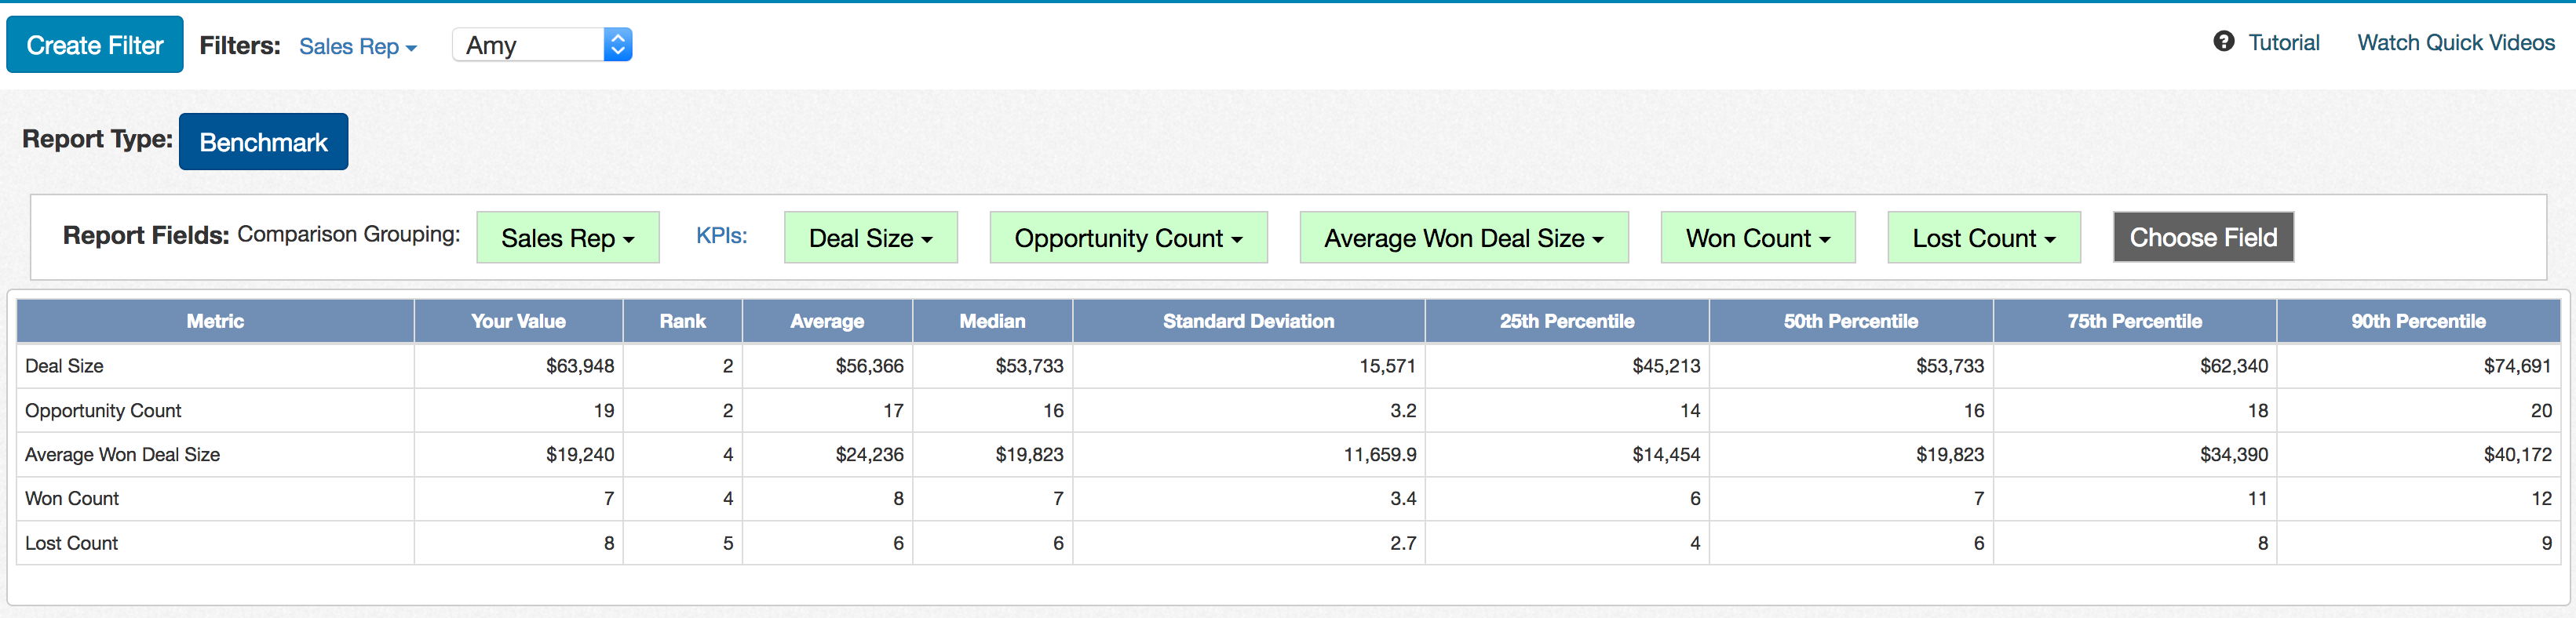 Create Filter Filters: Sales Rep Amy Tutorial Watch Quick Videos
Report Type: Benchmark
Report Fields: Comparison Grouping: Sales Rep KPIs: Deal Size Opportunity Count Average Won Deal Size Won Count Lost Count Choose Field
Metric Your Value Rank Average Median Standard Deviation 25th Percentile 50th Percentile 75th Percentile 90th Percentile
Deal Size $63,948 2 $56,366 $53,733 15,571 $45,213 $53,733 $62,340 $74,691
Opportunity Count 19 2 17 16 3.2 14 16 18 20
Average Won Deal Size $19,240 4 $24,236 $19,823 11,659.9 $14,454 $19,823 $34,390 $40,172
Won Count 7 4 8 7 3.4 6 7 11 12
Lost Count 8 5 6 6 2.7 4 6 8 9